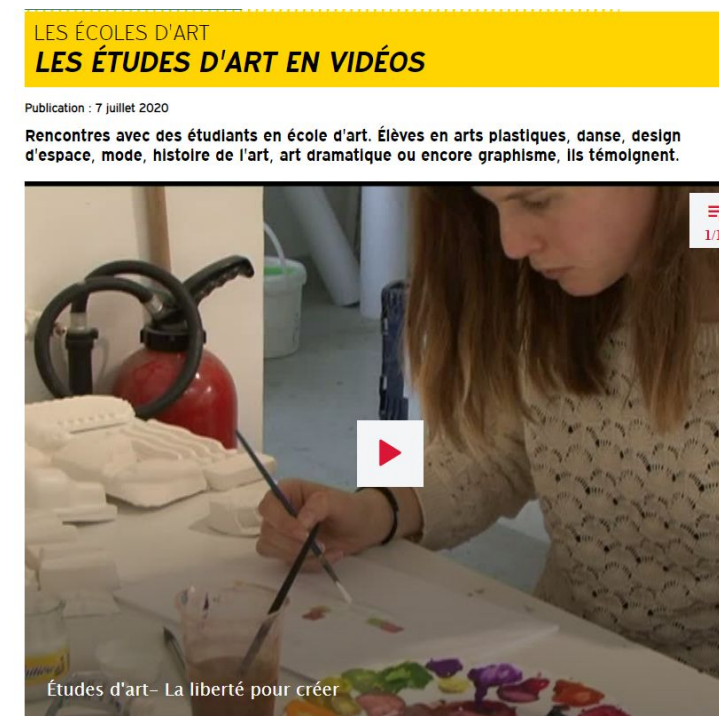 LES ÉCOLES D'ART
LES ÉTUDES D'ART EN VIDÉOS
Publication : 7 juillet 2020
Rencontres avec des étudiants en école d'art. Élèves en arts plastiques, danse, design
d'espace, mode, histoire de l'art, art dramatique ou encore graphisme, ils témoignent.
Études d'art– La liberté pour créer